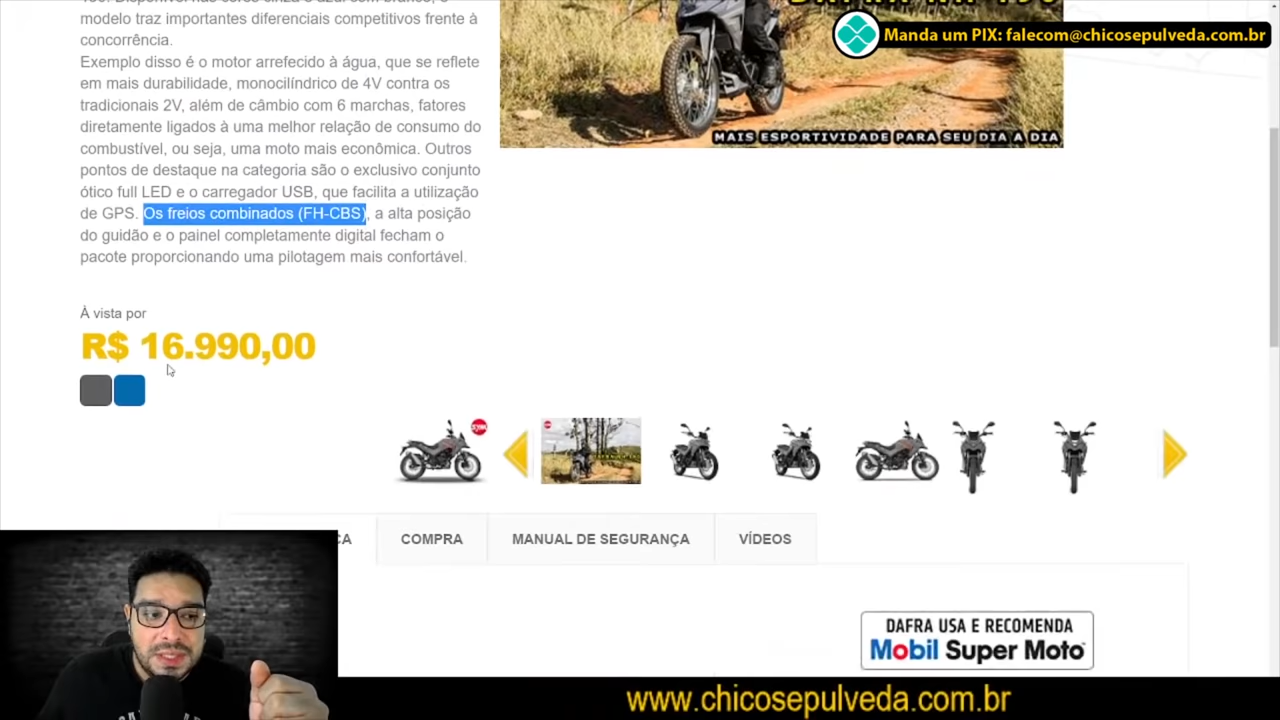 modelo traz importantes diferenciais competitivos frente à
concorrência.
Exemplo disso é o motor arrefecido à água, que se reflete
em mais durabilidade, monocilíndrico de 4V contra os
tradicionais 2V, além de câmbio com 6 marchas, fatores
diretamente ligados à uma melhor relação de consumo do
combustível, ou seja, uma moto mais econômica. Outros
pontos de destaque na categoria são o exclusivo conjunto
ótico full LED e o carregador USB, que facilita a utilização
de GPS. Os freios combinados (FH-CBS), a alta posição
do guidão e o painel completamente digital fecham o
pacote proporcionando uma pilotagem mais confortável.
Manda um PIX: falecom@chicosepulveda.com.br
MAIS ESPORTIVIDADE PARA SEU DIA A DIA
À vista por
R$ 16.990,00
SYM
COMPRA
MANUAL DE SEGURANÇA
VÍDEOS
DAFRA USA E RECOMENDA
Mobil Super Moto
www.chicosepulveda.com.br